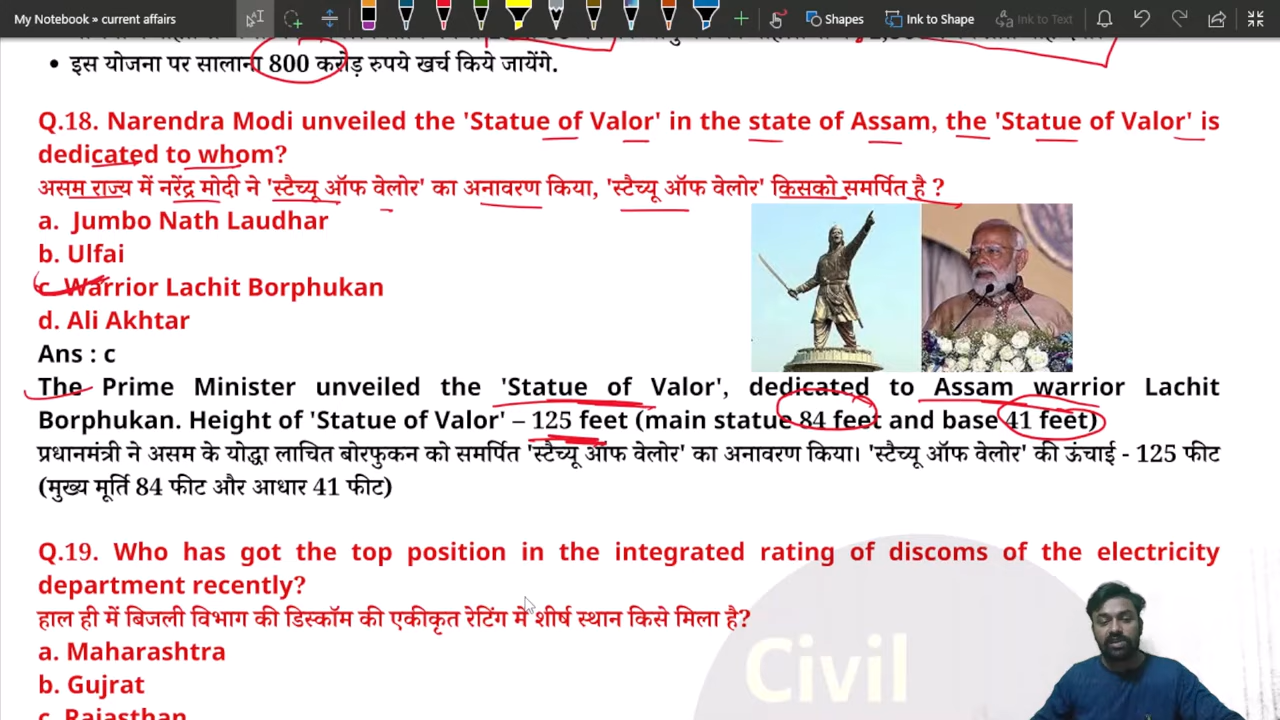 My Notebook » current affairs
Shapes
Ink to Shape
Ink to Text
• इस योजना पर सालाना 800 करोड़ रुपये खर्च किये जायेंगे.
Q.18. Narendra Modi unveiled the 'Statue of Valor' in the state of Assam, the 'Statue of Valor' is
dedicated to whom?
असम राज्य में नरेंद्र मोदी ने 'स्टैच्यू ऑफ वेलोर' का अनावरण किया, 'स्टैच्यू ऑफ वेलोर' किसको समर्पित है ?
a. Jumbo Nath Laudhar
b. Ulfai
c. Warrior Lachit Borphukan
d. Ali Akhtar
Ans : c
The Prime Minister unveiled the 'Statue of Valor', dedicated to Assam warrior Lachit
Borphukan. Height of 'Statue of Valor' – 125 feet (main statue 84 feet and base 41 feet)
प्रधानमंत्री ने असम के योद्धा लाचित बोरफुकन को समर्पित 'स्टैच्यू ऑफ वेलोर' का अनावरण किया। 'स्टैच्यू ऑफ वेलोर' की ऊंचाई - 125 फीट
(मुख्य मूर्ति 84 फीट और आधार 41 फीट)
Q.19. Who has got the top position in the integrated rating of discoms of the electricity
department recently?
हाल ही में बिजली विभाग की डिस्कॉम की एकीकृत रेटिंग में शीर्ष स्थान किसे मिला है?
a. Maharashtra
b. Gujrat
c. Rajasthan
Civil